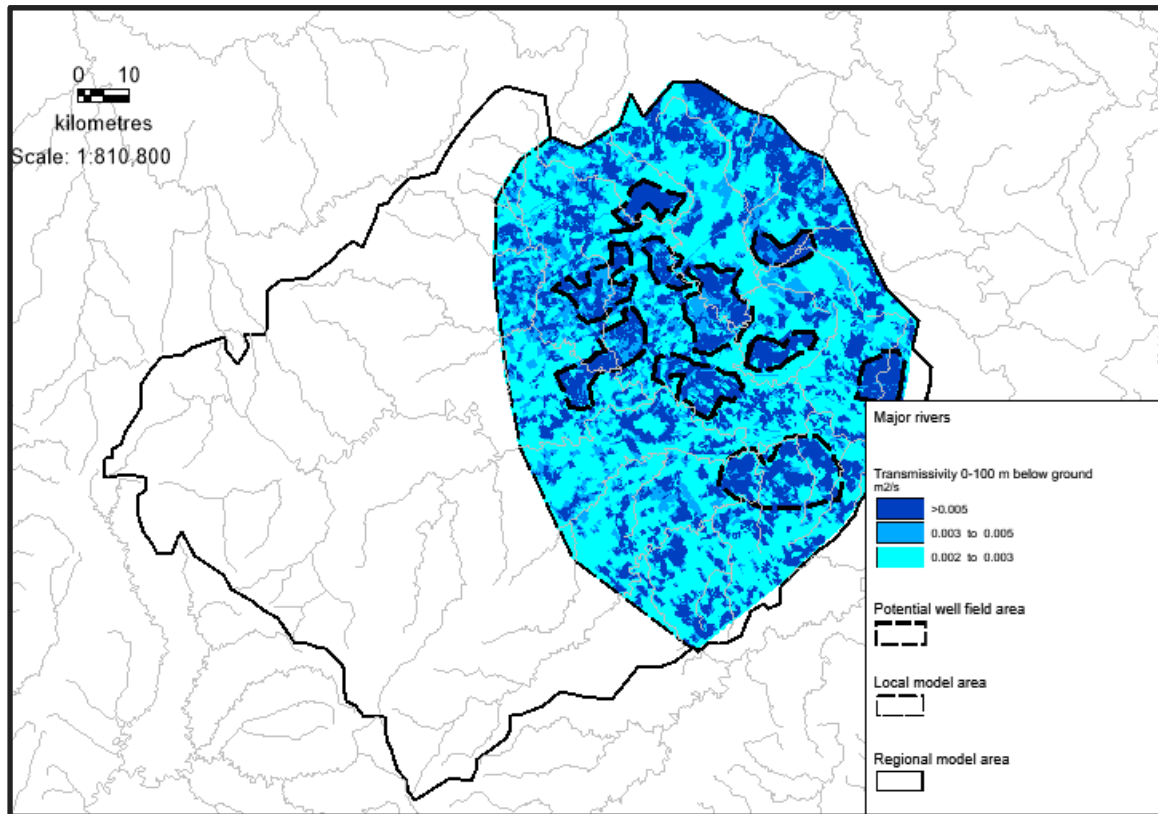 0 10
kilometres
Scale: 1:810,800
Major rivers
Transmissivity 0-100 m below ground
m2/s
>0.005
0.003 to 0.005
0.002 to 0.003
Potential well field area
Local model area
Regional model area